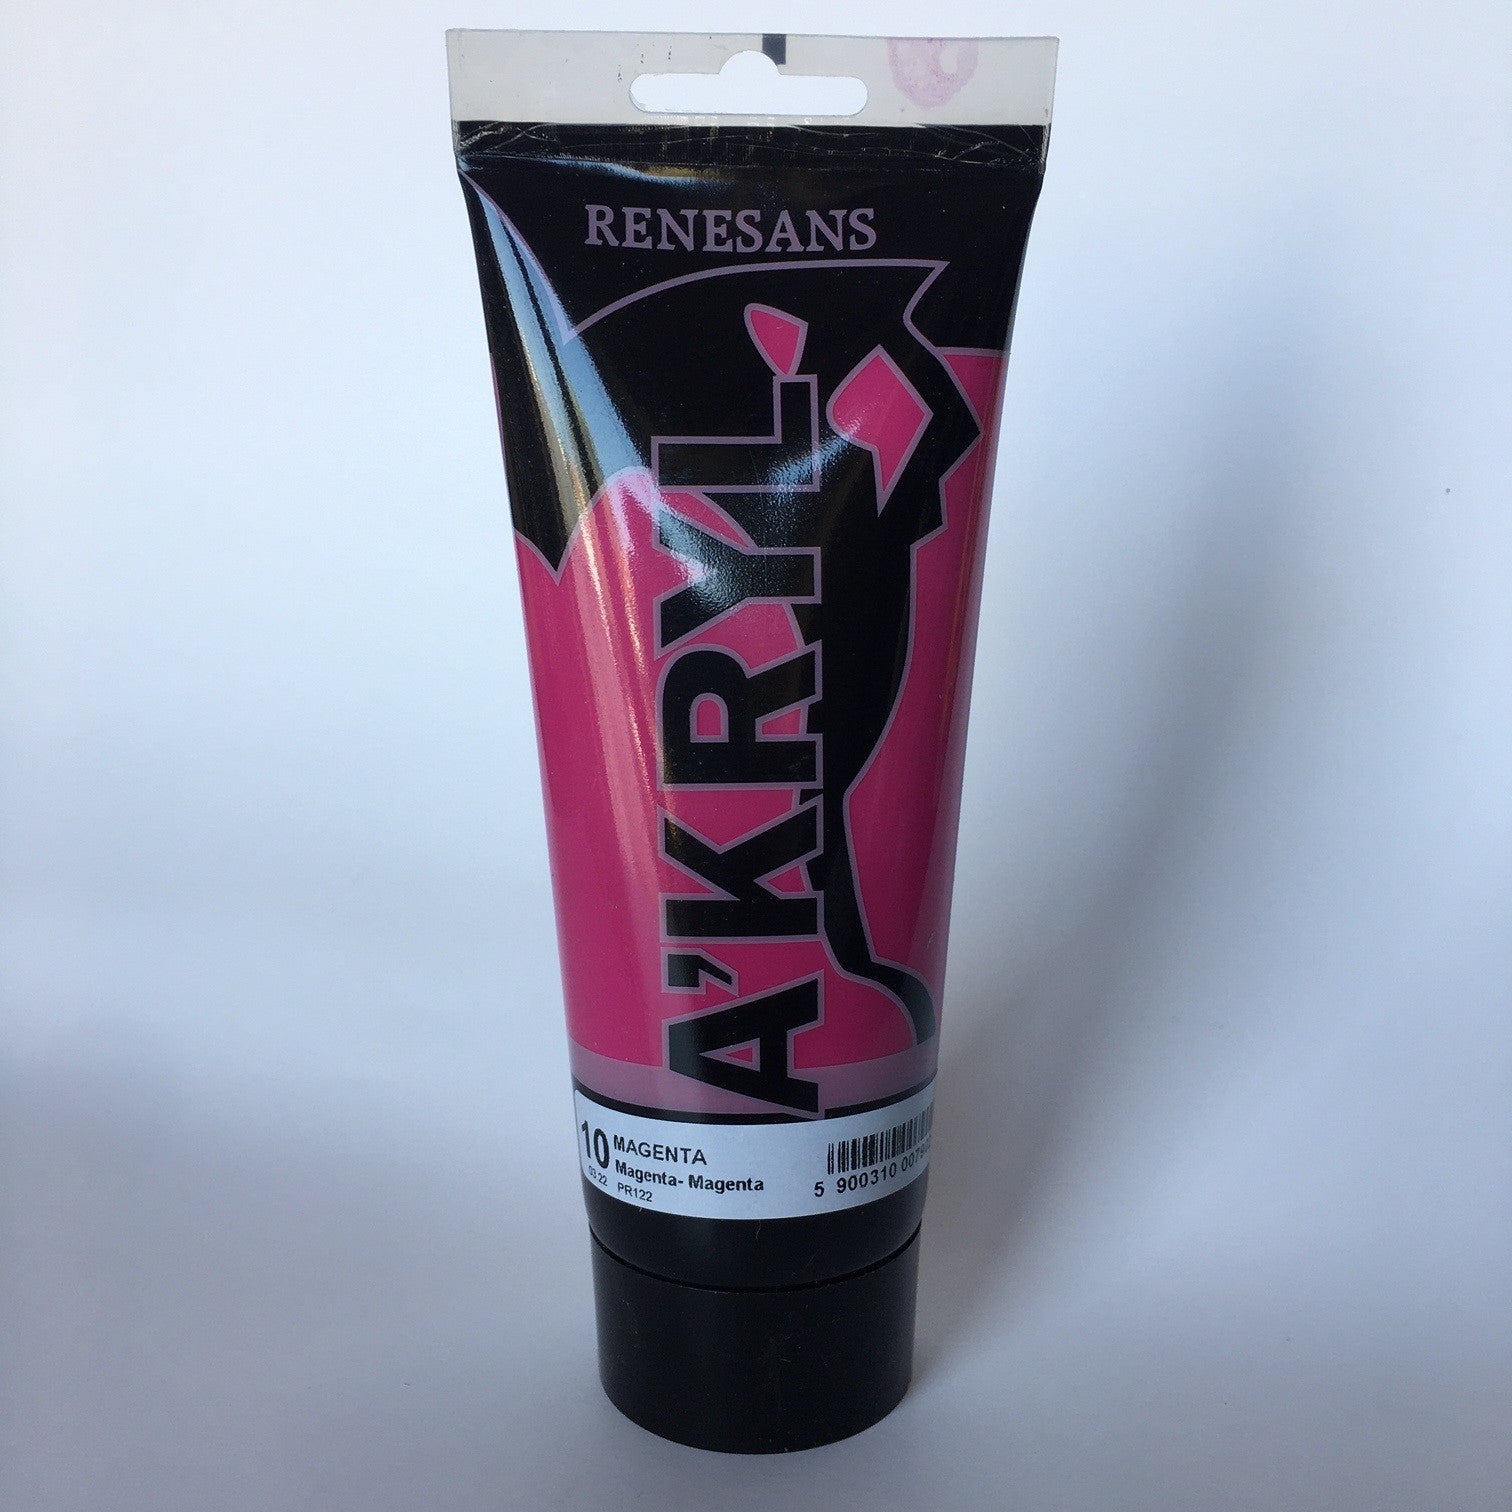 RENESANS
A'KRYL
10 MAGENTA
Magenta- Magenta
03 22 PR122
5 900310